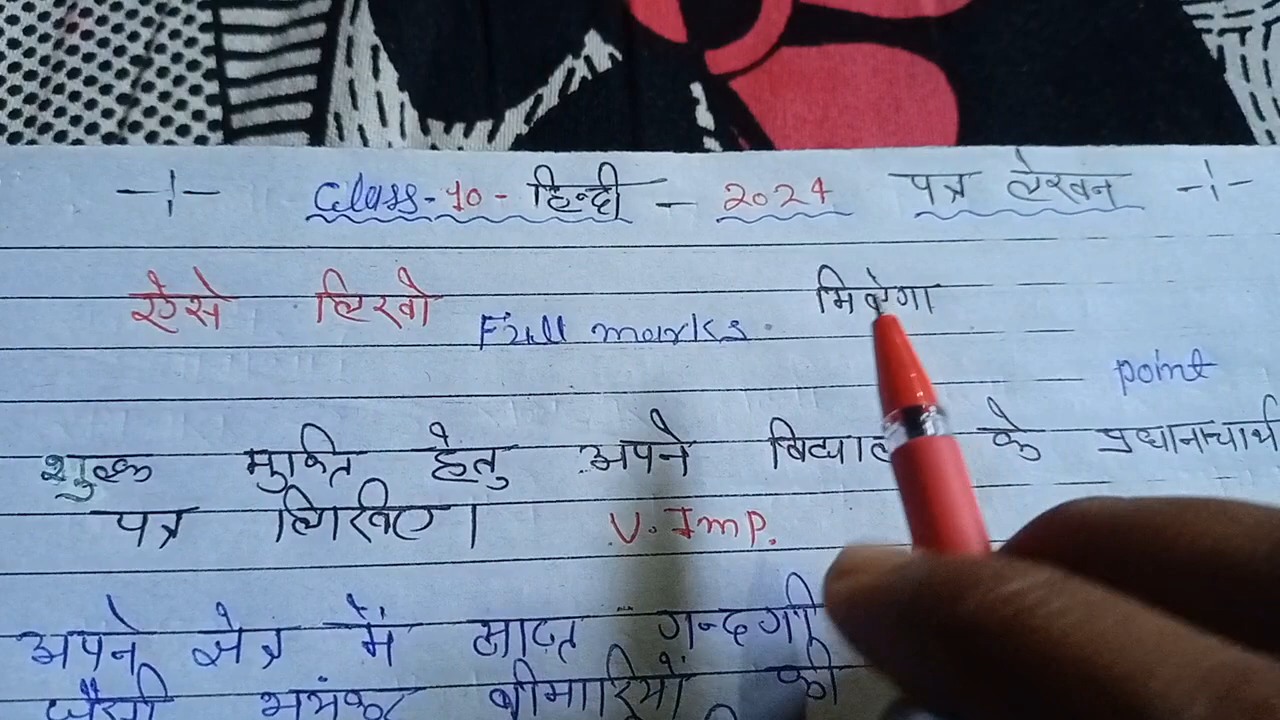 Class-10-हिन्दी - 2024 पत्र लेखन
ऐसे लिखो Full marks. मिलेगा
point
शुल्क मुक्ति हेतु अपने के प्रधानाचार्य
पत्र लिखिए। V. Imp.
अपने क्षेत्र में गन्दगी
जैसी भयंकर बीमारियों की